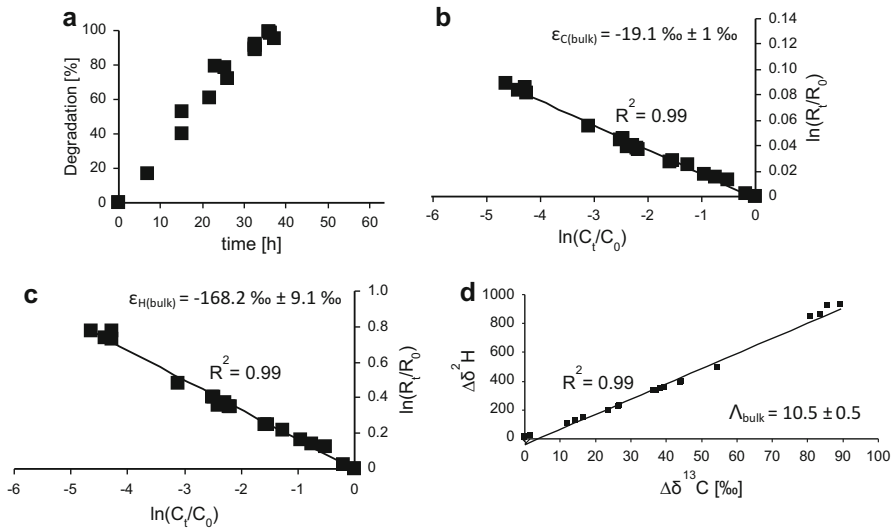 a
100
80
60
40
20
0
Degradation [%]
0 10 20 30 40 50 60
time [h]
b
εC(bulk) = -19.1 ‰ ± 1 ‰
R² = 0.99
0.14
0.12
0.10
0.08
0.06
0.04
0.02
0.00
ln(Rt/R0)
-6 -5 -4 -3 -2 -1 0
ln(Ct/C0)
c
εH(bulk) = -168.2 ‰ ± 9.1 ‰
R² = 0.99
1.0
0.8
0.6
0.4
0.2
0
ln(Rt/R0)
-6 -5 -4 -3 -2 -1 0
ln(Ct/C0)
d
1000
800
600
400
200
0
Δδ²H
R² = 0.99
Λbulk = 10.5 ± 0.5
0 10 20 30 40 50 60 70 80 90 100
Δδ¹³C [‰]